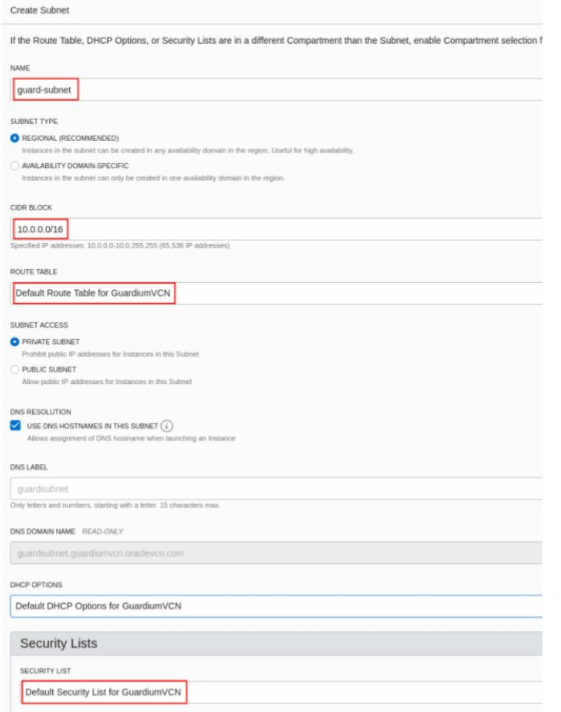 Create Subnet
If the Route Table, DHCP Options, or Security Lists are in a different Compartment than the Subnet, enable Compartment selection f
NAME
guard-subnet
SUBNET TYPE
REGIONAL (RECOMMENDED)
Instances in the subnet can be created in any availability domain in the region. Useful for high availability.
AVAILABILITY DOMAIN-SPECIFIC
Instances in the subnet can only be created in one availability domain in the region.
CIDR BLOCK
10.0.0.0/16
Specified IP addresses: 10.0.0.0-10.0.255.255 (65,536 IP addresses)
ROUTE TABLE
Default Route Table for GuardiumVCN
SUBNET ACCESS
PRIVATE SUBNET
Prohibit public IP addresses for Instances in this Subnet
PUBLIC SUBNET
Allow public IP addresses for Instances in this Subnet
DNS RESOLUTION
USE DNS HOSTNAMES IN THIS SUBNET i
Allows assignment of DNS hostname when launching an Instance
DNS LABEL
guardsubnet
Only letters and numbers, starting with a letter. 15 characters max.
DNS DOMAIN NAME READ-ONLY
guardsubnet.guardiumvcn.oraclevcn.com
DHCP OPTIONS
Default DHCP Options for GuardiumVCN
Security Lists
SECURITY LIST
Default Security List for GuardiumVCN